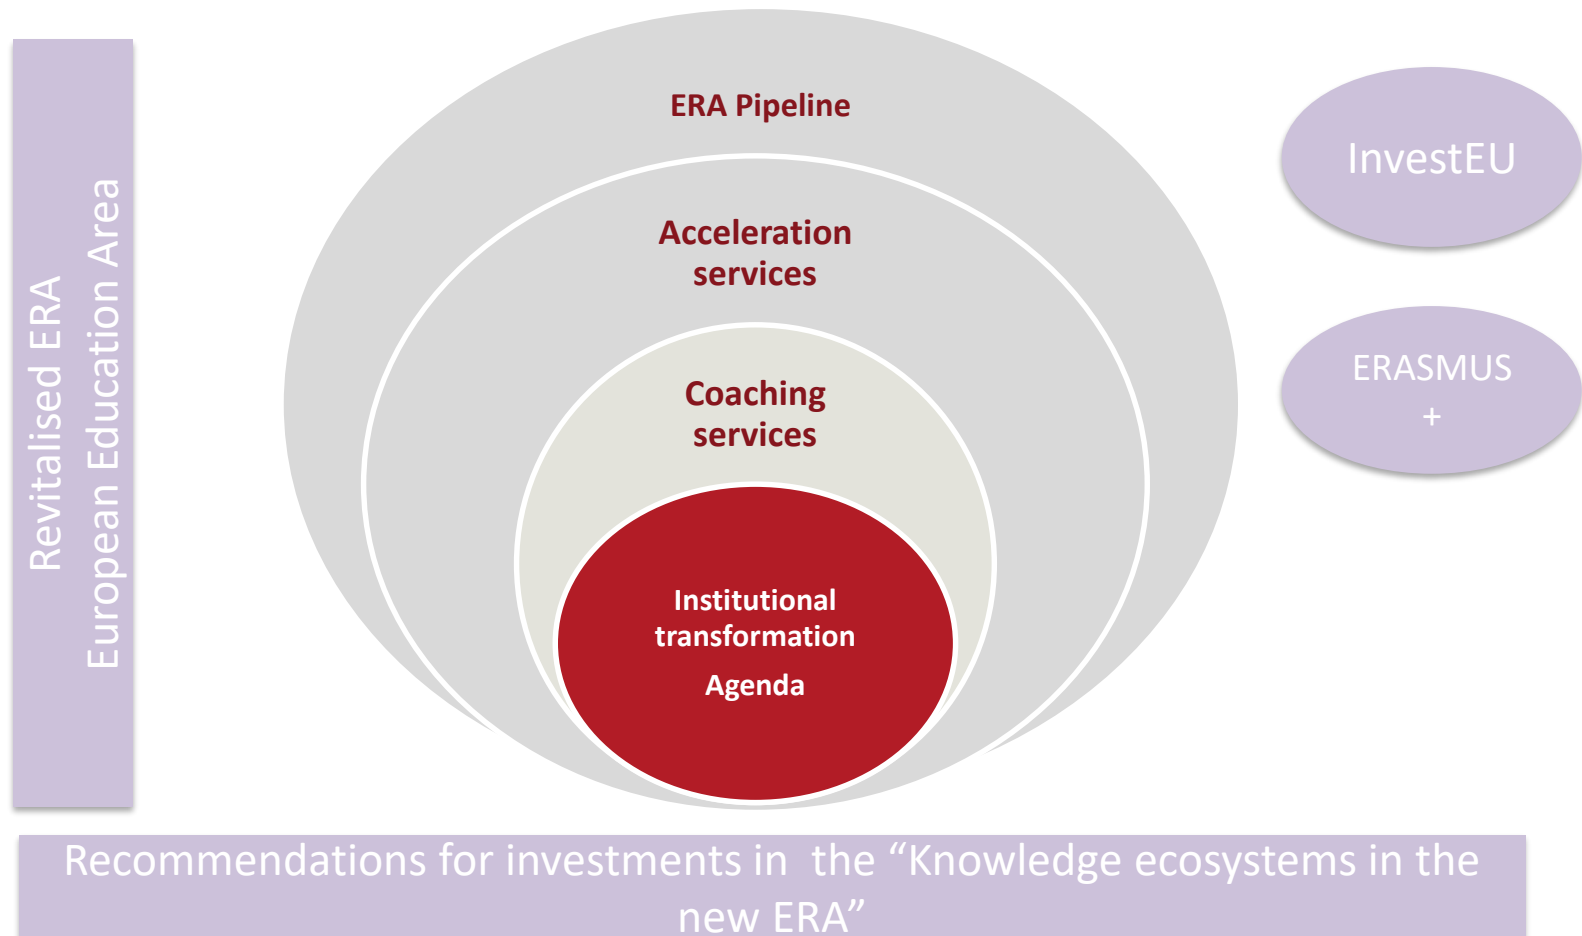 Revitalised ERA
European Education Area
ERA Pipeline
Acceleration
services
Coaching
services
Institutional
transformation
Agenda
InvestEU
ERASMUS
+
Recommendations for investments in  the “Knowledge ecosystems in the
new ERA”